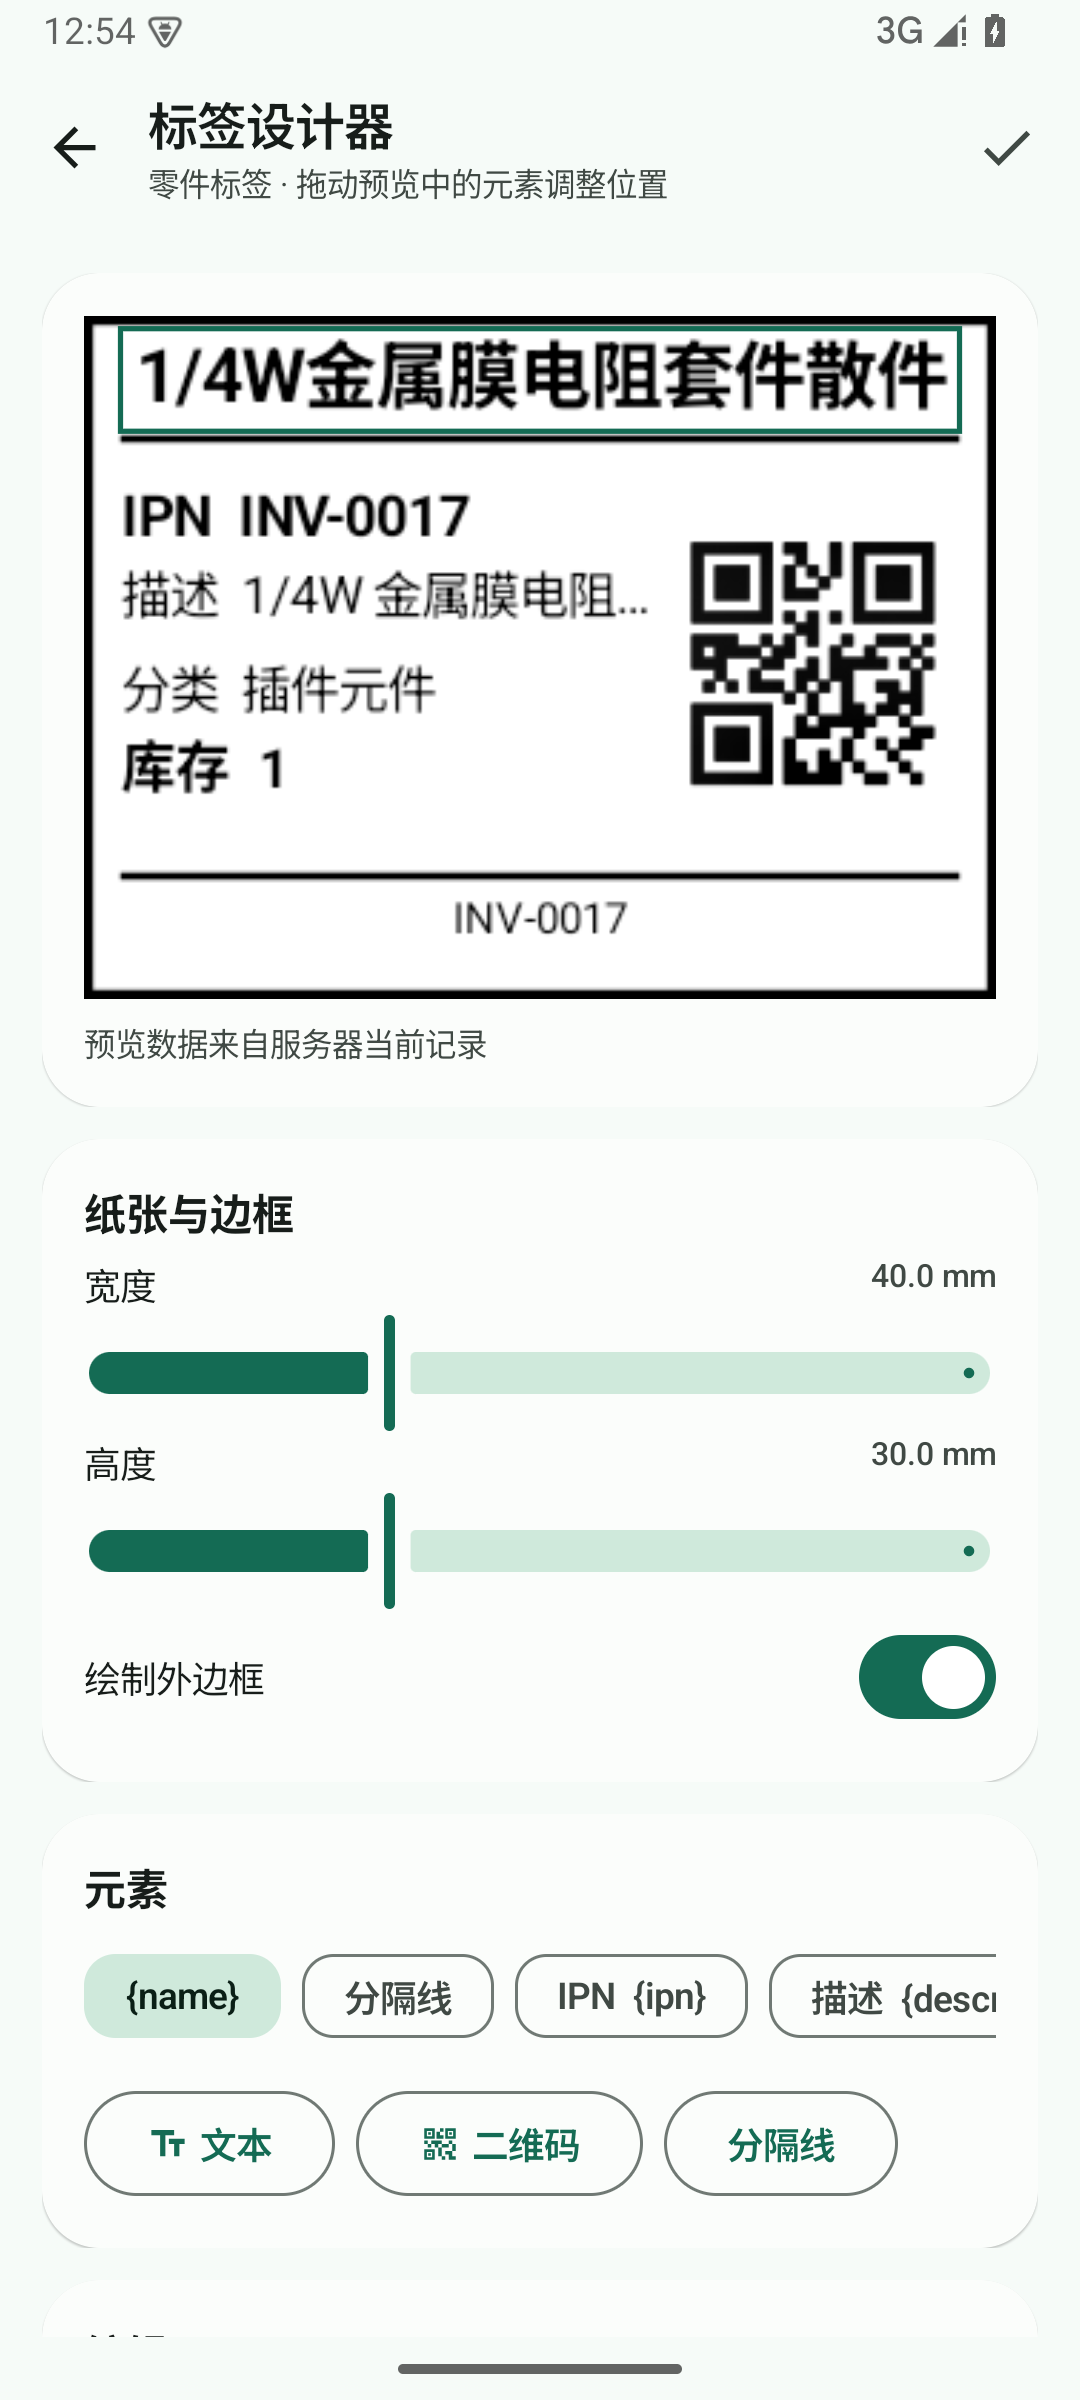 12:54
3G
标签设计器
零件标签 · 拖动预览中的元素调整位置
1/4W金属膜电阻套件散件
IPN INV-0017
描述 1/4W 金属膜电阻...
分类 插件元件
库存 1
INV-0017
预览数据来自服务器当前记录
纸张与边框
宽度 40.0 mm
高度 30.0 mm
绘制外边框
元素
{name} 分隔线 IPN {ipn} 描述 {descr
文本 二维码 分隔线